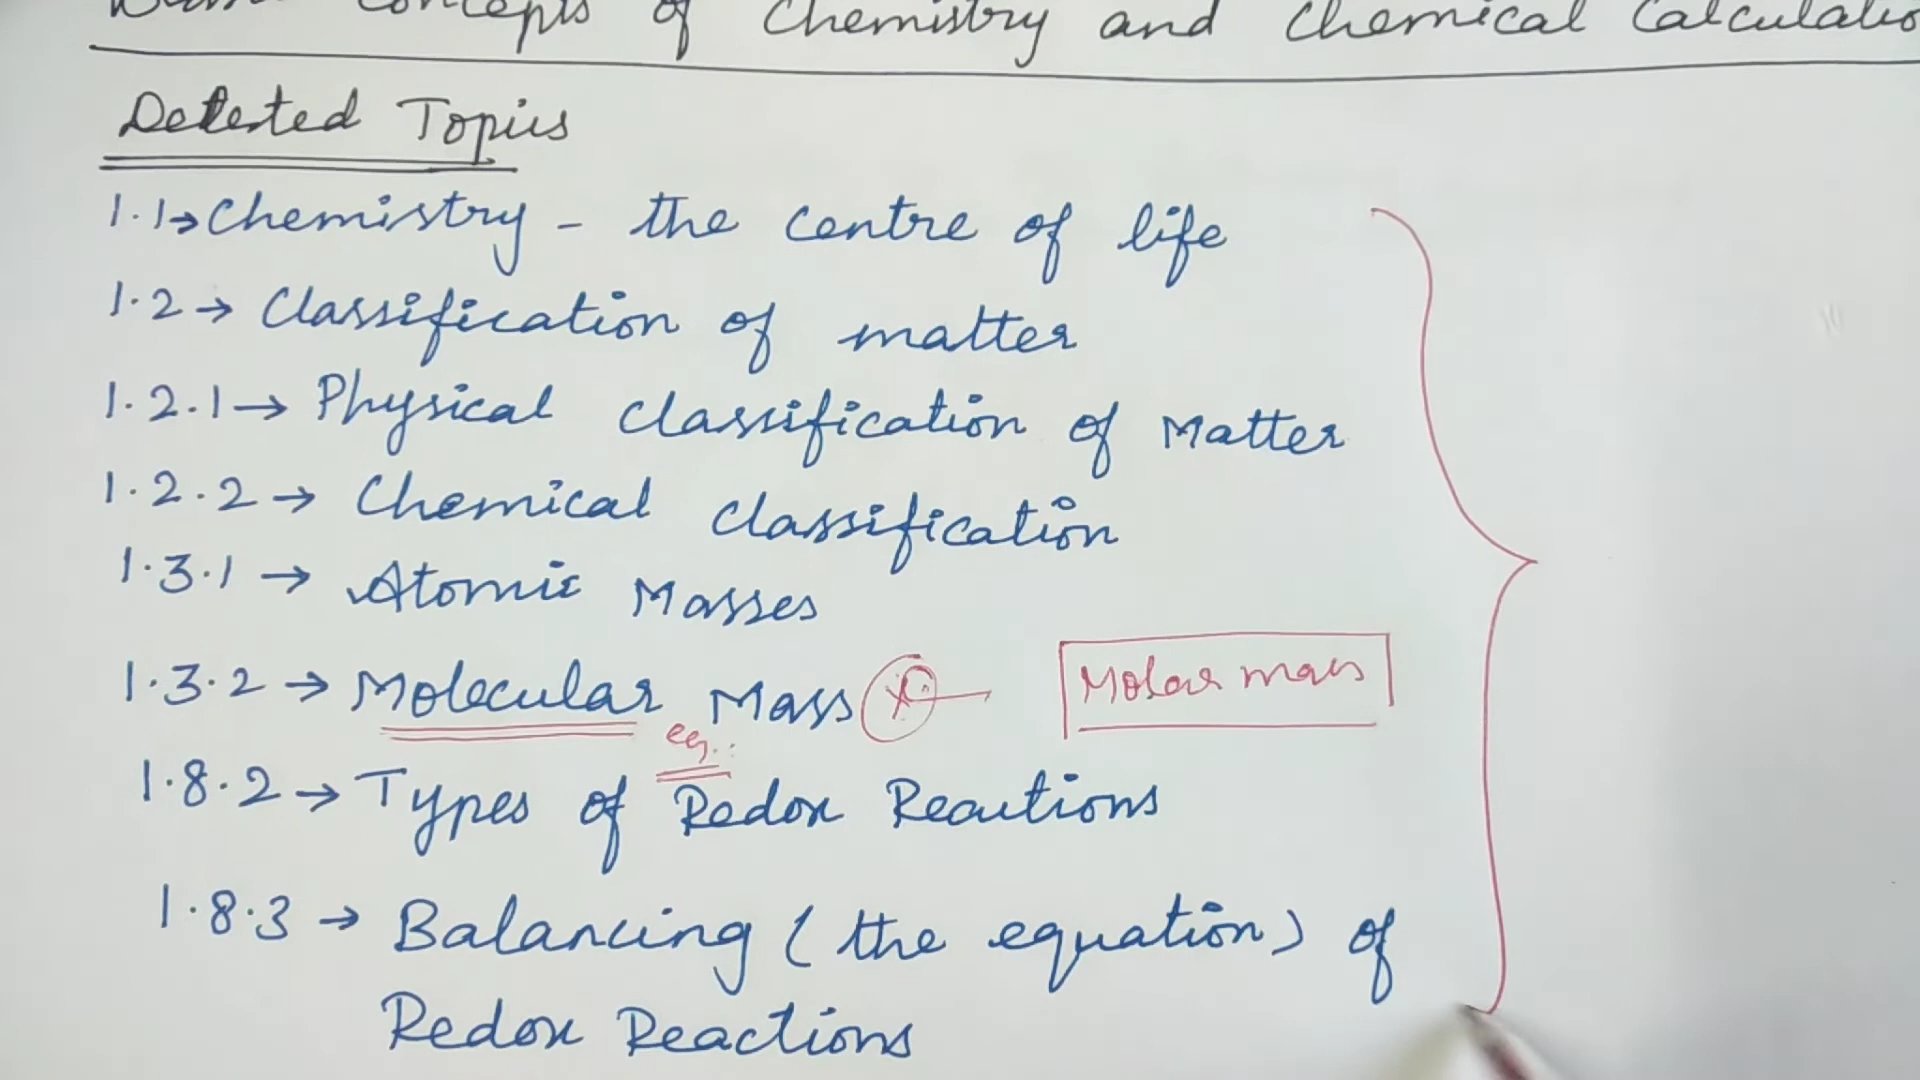 Concepts of Chemistry and Chemical Calculatio
Deleted Topics
1.1→ Chemistry - the centre of life
1.2 → Classification of matter
1.2.1 → Physical classification of Matter
1.2.2 → Chemical classification
1.3.1 → Atomic Masses
1.3.2 → Molecular Mass Molar mass
eg.:
1.8.2 → Types of Redox Reactions
1.8.3 → Balancing (the equation) of
Redox Reactions